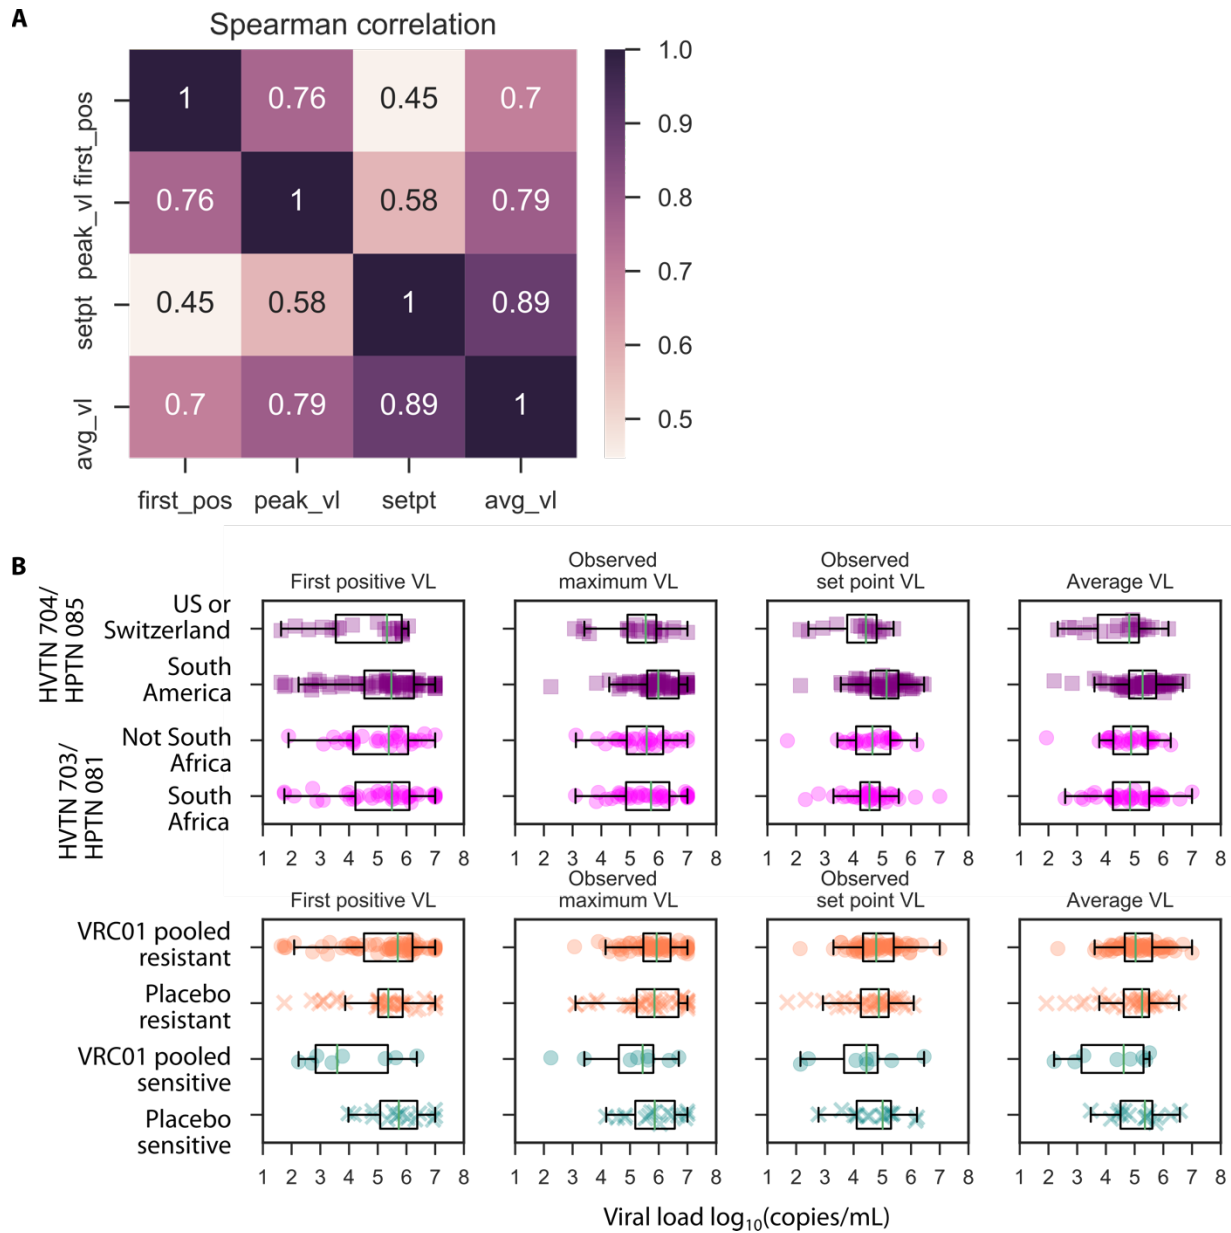 A
Spearman correlation
1 0.76 0.45 0.7
0.76 1 0.58 0.79
0.45 0.58 1 0.89
0.7 0.79 0.89 1
first_pos
peak_vl
setpt
avg_vl
first_pos peak_vl setpt avg_vl
1.0
0.9
0.8
0.7
0.6
0.5
B
HVTN 704/
HPTN 085
HVTN 703/
HPTN 081
First positive VL
Observed
maximum VL
Observed
set point VL
Average VL
US or
Switzerland
South
America
Not South
Africa
South
Africa
1 2 3 4 5 6 7 8
1 2 3 4 5 6 7 8
1 2 3 4 5 6 7 8
1 2 3 4 5 6 7 8
First positive VL
Observed
maximum VL
Observed
set point VL
Average VL
VRC01 pooled
resistant
Placebo
resistant
VRC01 pooled
sensitive
Placebo
sensitive
1 2 3 4 5 6 7 8
1 2 3 4 5 6 7 8
1 2 3 4 5 6 7 8
1 2 3 4 5 6 7 8
Viral load log10(copies/mL)